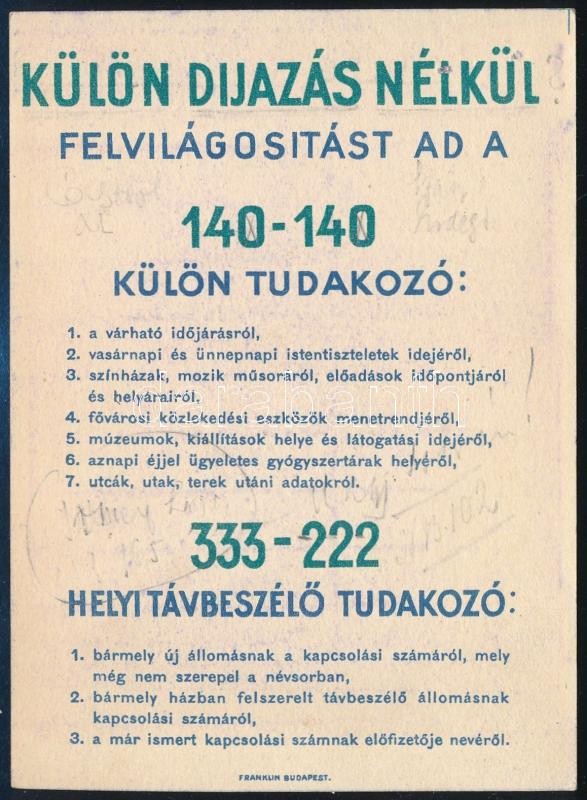 KÜLÖN DIJAZÁS NÉLKÜL
FELVILÁGOSITÁST AD A
140-140
KÜLÖN TUDAKOZÓ:
1. a várható időjárásról,
2. vasárnapi és ünnepnapi istentiszteletek idejéről,
3. színházak, mozik műsoráról, előadások időpontjáról
és helyárairól,
4. fővárosi közlekedési eszközök menetrendjéről,
5. múzeumok, kiállítások helye és látogatási idejéről,
6. aznapi éjjel ügyeletes gyógyszertárak helyéről,
7. utcák, utak, terek utáni adatokról.
333-222
HELYI TÁVBESZÉLŐ TUDAKOZÓ:
1. bármely új állomásnak a kapcsolási számáról, mely
még nem szerepel a névsorban,
2. bármely házban felszerelt távbeszélő állomásnak
kapcsolási számáról,
3. a már ismert kapcsolási számnak előfizetője nevéről.
FRANKLIN BUDAPEST.